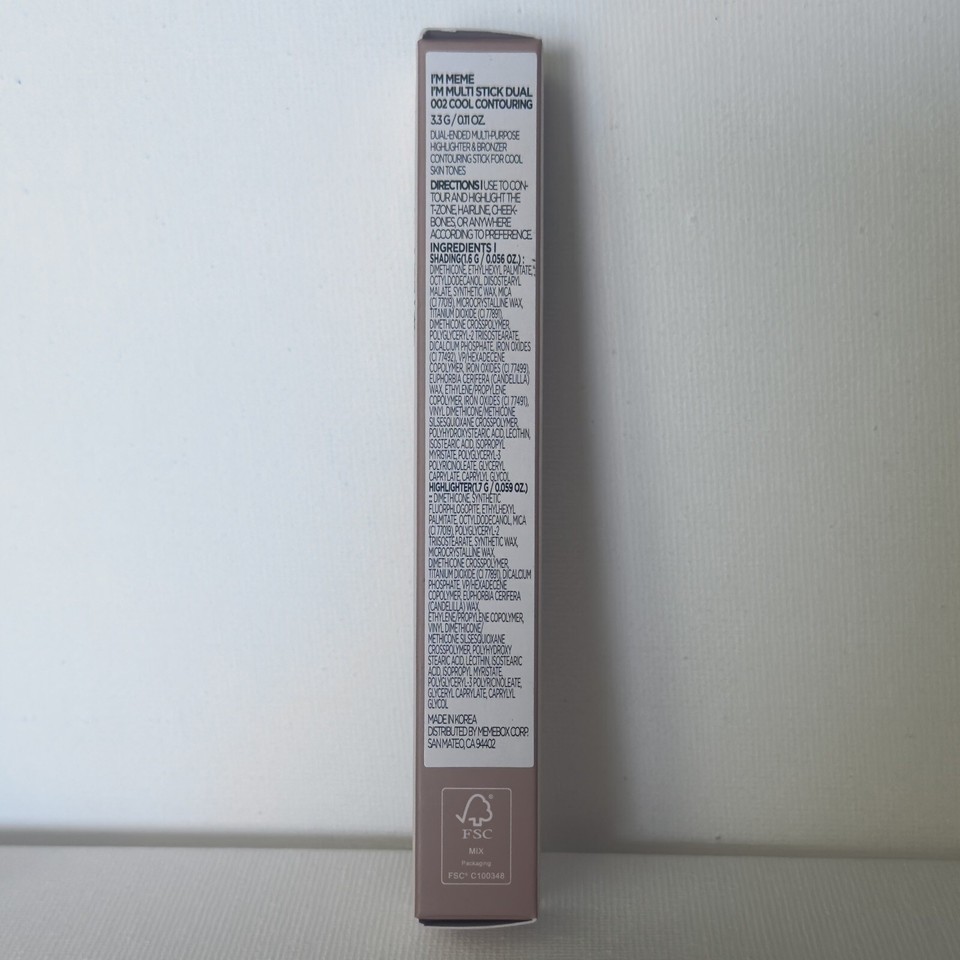 I'M MEME
I'M MULTI STICK DUAL
002 COOL CONTOURING
3.3 G / 0.11 OZ.
DUAL-ENDED MULTI-PURPOSE
HIGHLIGHTER & BRONZER
CONTOURING STICK FOR COOL
SKIN TONES
DIRECTIONS | USE TO CON-
TOUR AND HIGHLIGHT THE
T-ZONE, HAIRLINE, CHEEK-
BONES, OR ANYWHERE
ACCORDING TO PREFERENCE.
INGREDIENTS |
SHADING(1.6 G / 0.056 OZ.) :
DIMETHICONE, ETHYLHEXYL PALMITATE,
OCTYLDODECANOL, DIISOSTEARYL
MALATE, SYNTHETIC WAX, MICA
(CI 77019), MICROCRYSTALLINE WAX,
TITANIUM DIOXIDE (CI 77891),
DIMETHICONE CROSSPOLYMER,
POLYGLYCERYL-2 TRIISOSTEARATE,
DICALCIUM PHOSPHATE, IRON OXIDES
(CI 77492), VP/HEXADECENE
COPOLYMER, IRON OXIDES (CI 77499),
EUPHORBIA CERIFERA (CANDELILLA)
WAX, ETHYLENE/PROPYLENE
COPOLYMER, IRON OXIDES (CI 77491),
VINYL DIMETHICONE/METHICONE
SILSESQUIOXANE CROSSPOLYMER,
POLYHYDROXYSTEARIC ACID, LECITHIN,
ISOSTEARIC ACID, ISOPROPYL
MYRISTATE, POLYGLYCERYL-3
POLYRICINOLEATE, GLYCERYL
CAPRYLATE, CAPRYLYL GLYCOL
HIGHLIGHTER(1.7 G / 0.059 OZ.)
: DIMETHICONE, SYNTHETIC
FLUORPHLOGOPITE, ETHYLHEXYL
PALMITATE, OCTYLDODECANOL, MICA
(CI 77019), POLYGLYCERYL-2
TRIISOSTEARATE, SYNTHETIC WAX,
MICROCRYSTALLINE WAX,
DIMETHICONE CROSSPOLYMER,
TITANIUM DIOXIDE (CI 77891), DICALCIUM
PHOSPHATE, VP/HEXADECENE
COPOLYMER, EUPHORBIA CERIFERA
(CANDELILLA) WAX,
ETHYLENE/PROPYLENE COPOLYMER,
VINYL DIMETHICONE/
METHICONE SILSESQUIOXANE
CROSSPOLYMER, POLYHYDROXY
STEARIC ACID, LECITHIN, ISOSTEARIC
ACID, ISOPROPYL MYRISTATE,
POLYGLYCERYL-3 POLYRICINOLEATE,
GLYCERYL CAPRYLATE, CAPRYLYL
GLYCOL
MADE IN KOREA
DISTRIBUTED BY MEMEBOX CORP.
SAN MATEO, CA 94402
FSC
MIX
Packaging
FSC® C100348